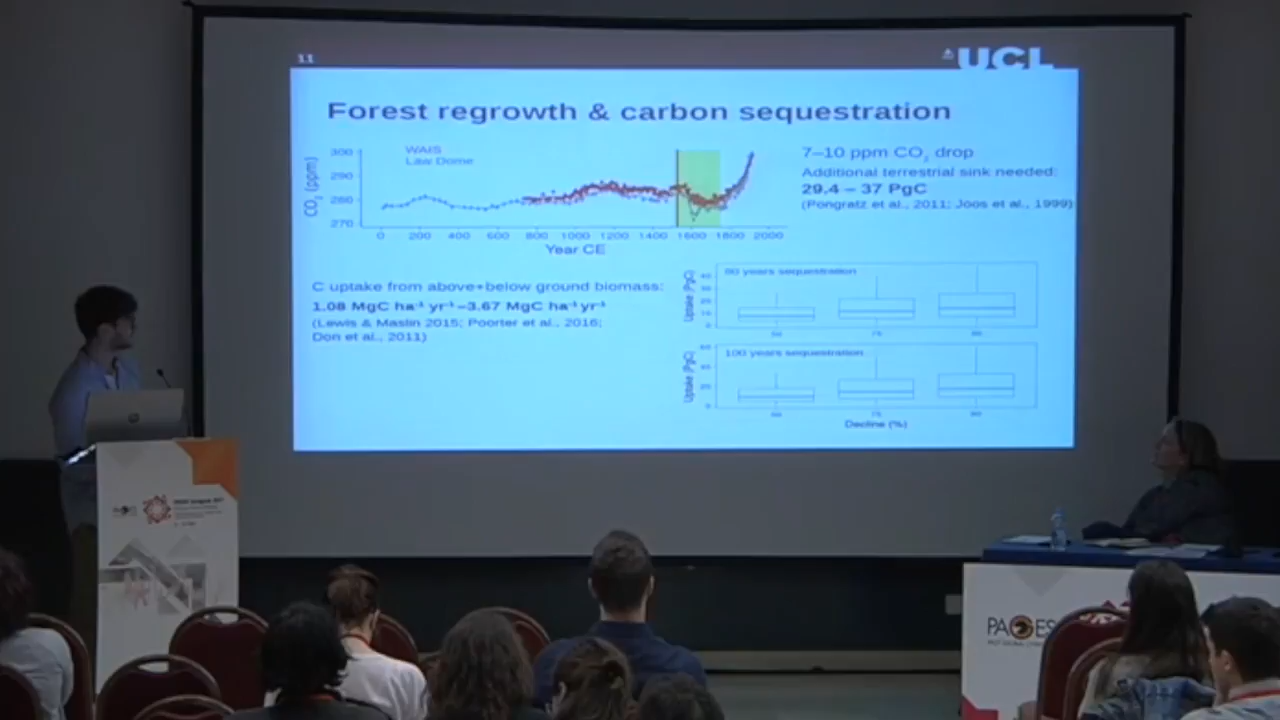 11
UCL
Forest regrowth & carbon sequestration
WAIS
Law Dome
CO₂ (ppm)
300
290
280
270
0 200 400 600 800 1000 1200 1400 1600 1800 2000
Year CE
7–10 ppm CO₂ drop
Additional terrestrial sink needed:
29.4 – 37 PgC
(Pongratz et al., 2011; Joos et al., 1999)
C uptake from above+below ground biomass:
1.08 MgC ha⁻¹ yr⁻¹ –3.67 MgC ha⁻¹ yr⁻¹
(Lewis & Maslin 2015; Poorter et al., 2016;
Don et al., 2011)
Uptake (PgC)
years sequestration
Uptake (PgC)
100 years sequestration
Decline (%)
PAGES